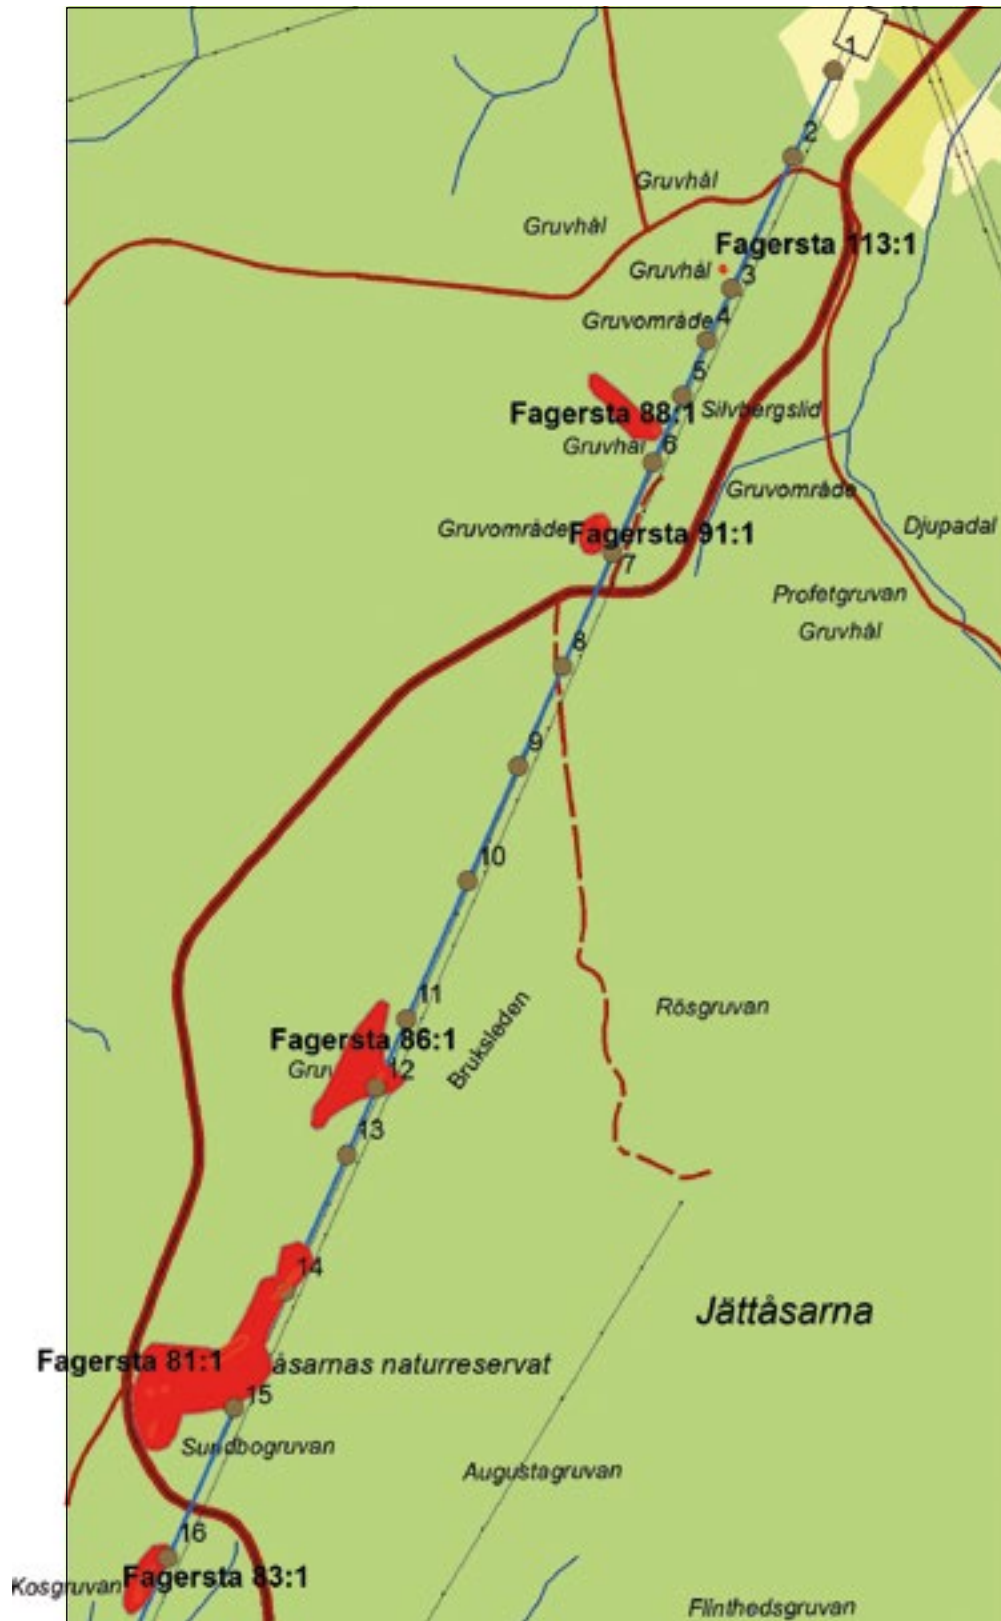 1
2
Gruvhål
Gruvhål
Fagersta 113:1
Gruvhål
3
Gruvområde
4
5
Fagersta 88:1
Silvbergslid
Gruvhål
6
Gruvområde
Gruvområde
Fagersta 91:1
Djupadal
7
Profetgruvan
Gruvhål
8
9
10
11
Rösgruvan
Bruksleden
Fagersta 86:1
Gruv
12
13
14
Jättåsarna
Fagersta 81:1
åsarnas naturreservat
15
Sundbogruvan
Augustagruvan
16
Kosgruvan
Fagersta 83:1
Flinthedsgruvan